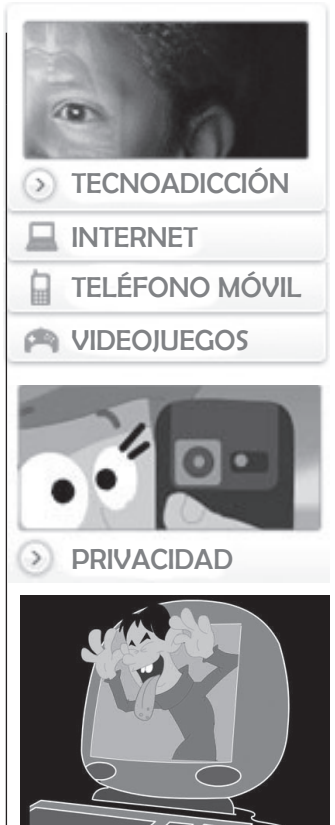 TECNOADICCIÓN
INTERNET
TELÉFONO MÓVIL
VIDEOJUEGOS
PRIVACIDAD